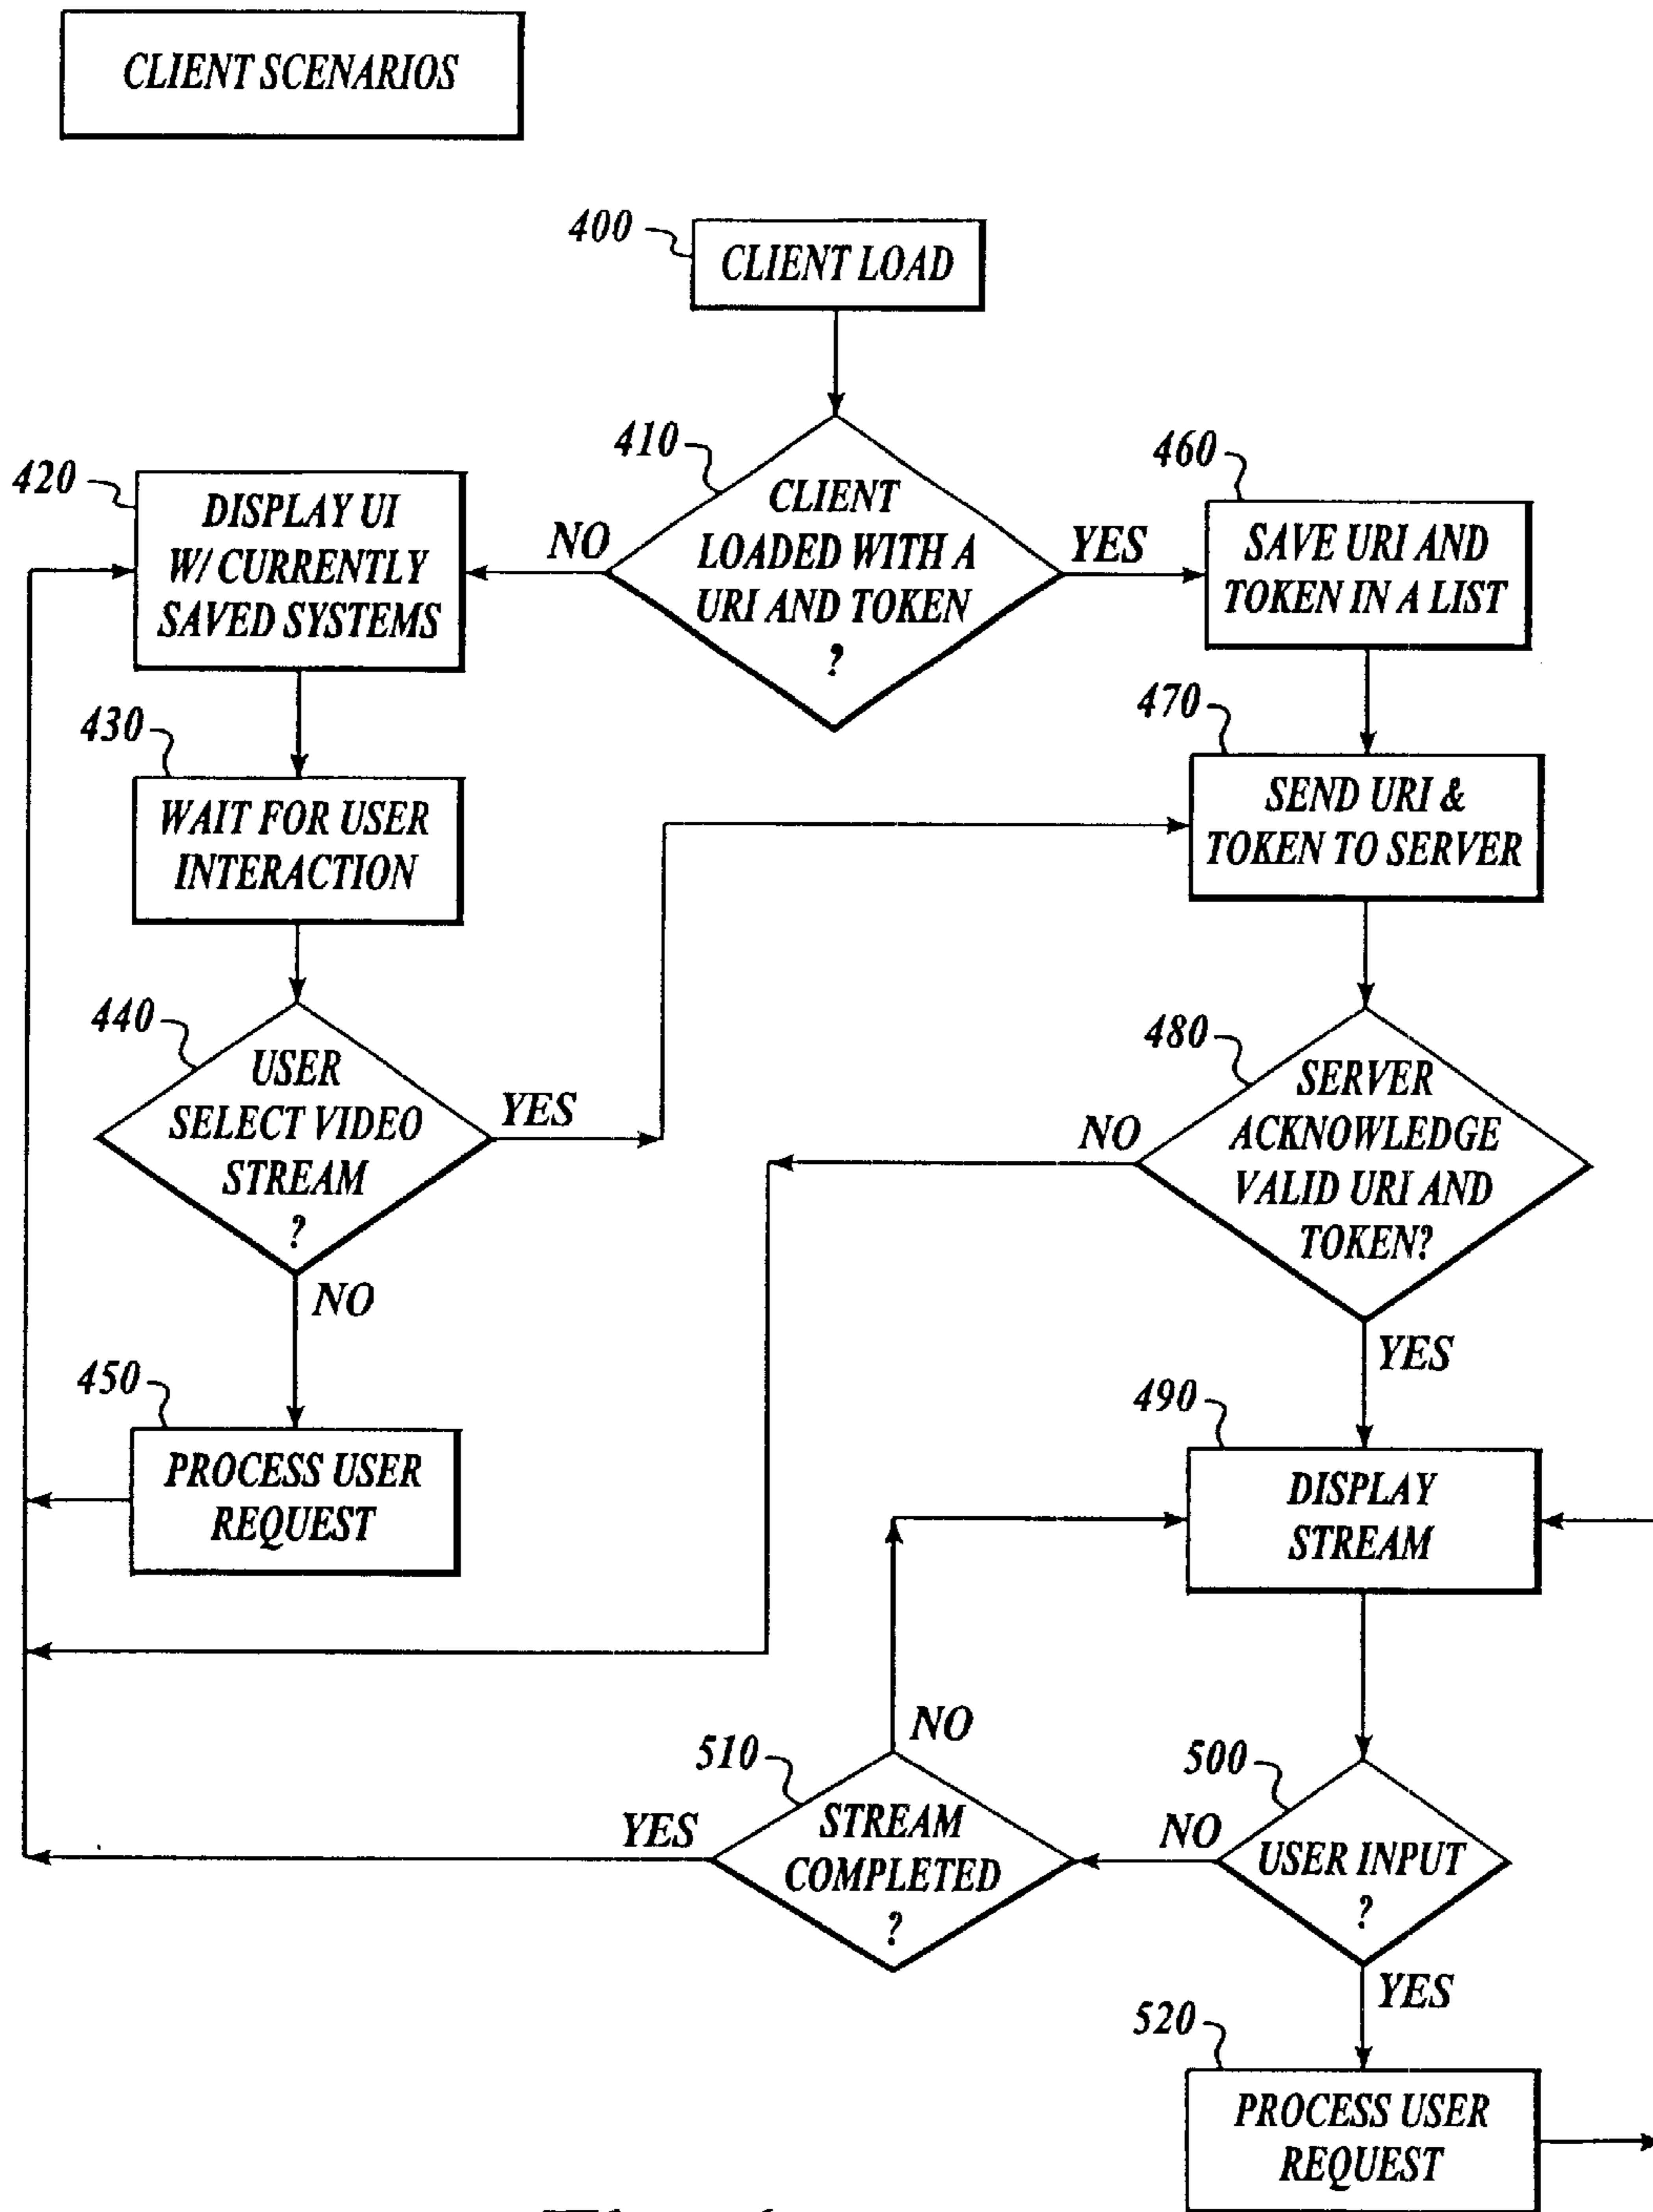 CLIENT SCENARIOS
400
CLIENT LOAD
410
CLIENT
LOADED WITH A
URI AND TOKEN
?
NO
YES
420
DISPLAY UI
W/ CURRENTLY
SAVED SYSTEMS
430
WAIT FOR USER
INTERACTION
440
USER
SELECT VIDEO
STREAM
?
YES
NO
450
PROCESS USER
REQUEST
460
SAVE URI AND
TOKEN IN A LIST
470
SEND URI &
TOKEN TO SERVER
480
SERVER
ACKNOWLEDGE
VALID URI AND
TOKEN?
NO
YES
490
DISPLAY
STREAM
500
USER INPUT
?
NO
YES
510
STREAM
COMPLETED
?
NO
YES
520
PROCESS USER
REQUEST